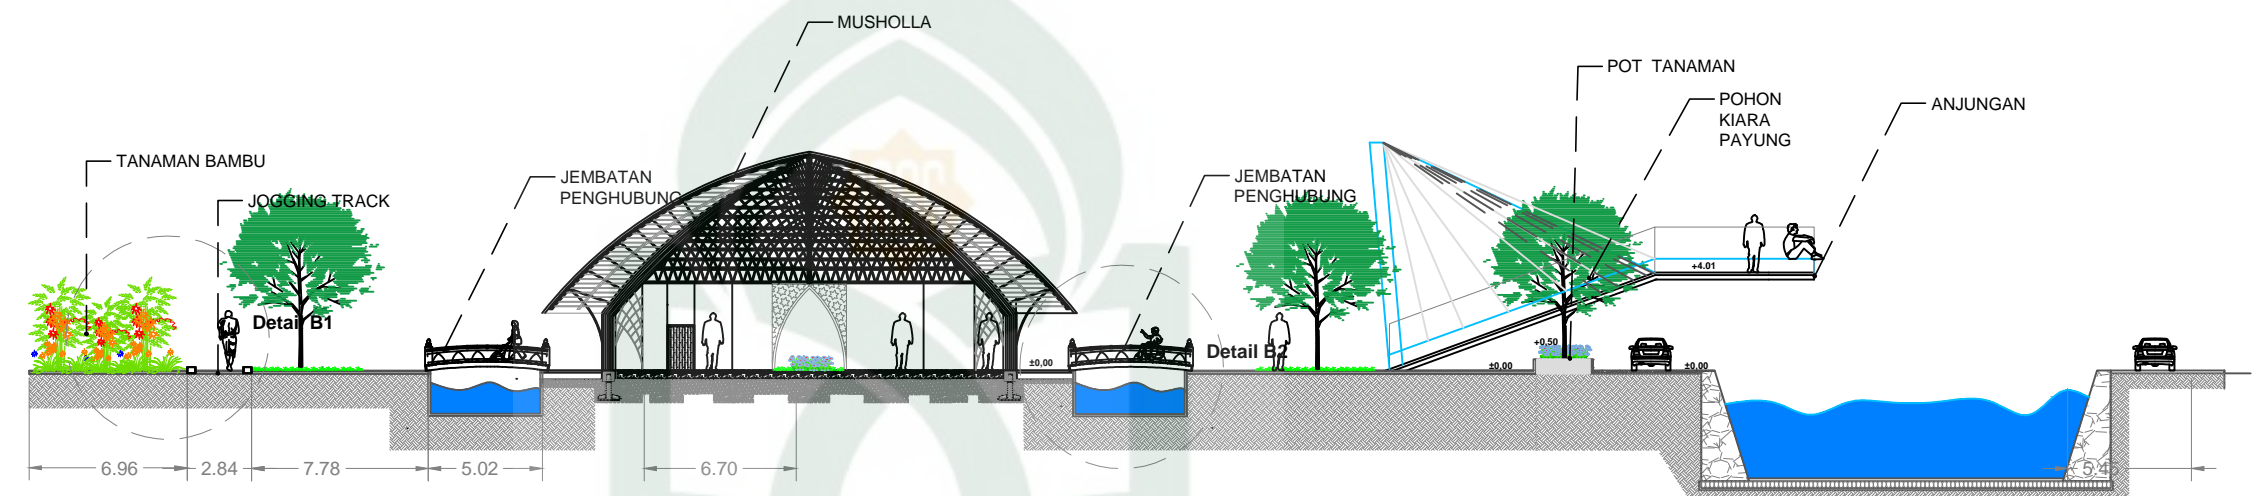 MUSHOLLA
POT TANAMAN
POHON
KIARA
PAYUNG
ANJUNGAN
TANAMAN BAMBU
JOGGING TRACK
JEMBATAN
PENGHUBUNG
JEMBATAN
PENGHUBUNG
+4.01
Detail B1
Detail B2
+0,50
±0,00
±0,00
±0,00
6.96
2.84
7.78
5.02
6.70
5.45